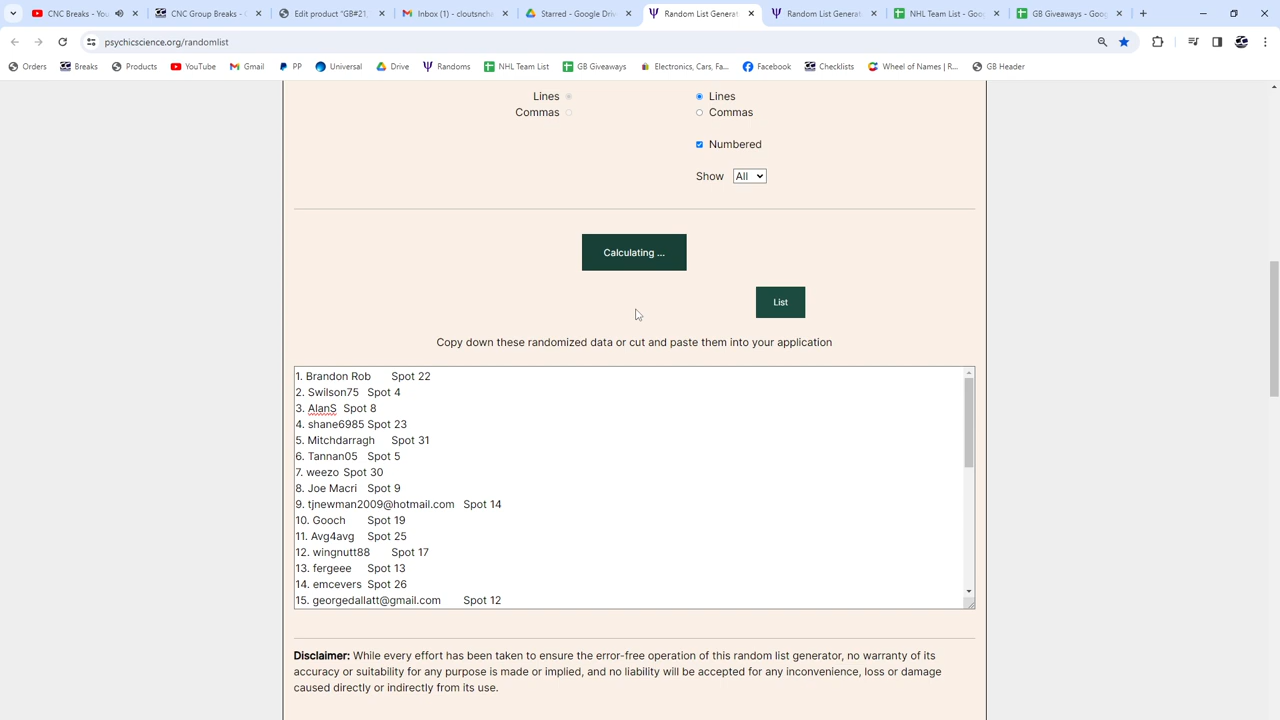 CNC Breaks - You
CNC Group Breaks - Fi
Edit product "GB#21,
Inbox (1) - cloutsncha
Starred - Google Driv
Random List Generat
Random List Generat
NHL Team List - Goog
GB Giveaways - Goog
psychicscience.org/randomlist
Orders Breaks Products YouTube Gmail PP Universal Drive Randoms NHL Team List GB Giveaways Electronics, Cars, Fa... Facebook Checklists Wheel of Names | R... GB Header
Lines Lines
Commas Commas
Numbered
Show All
Calculating ...
List
Copy down these randomized data or cut and paste them into your application
1. Brandon Rob Spot 22
2. Swilson75 Spot 4
3. AlanS Spot 8
4. shane6985 Spot 23
5. Mitchdarragh Spot 31
6. Tannan05 Spot 5
7. weezo Spot 30
8. Joe Macri Spot 9
9. tjnewman2009@hotmail.com Spot 14
10. Gooch Spot 19
11. Avg4avg Spot 25
12. wingnutt88 Spot 17
13. fergeee Spot 13
14. emcevers Spot 26
15. georgedallatt@gmail.com Spot 12
Disclaimer: While every effort has been taken to ensure the error-free operation of this random list generator, no warranty of its
accuracy or suitability for any purpose is made or implied, and no liability will be accepted for any inconvenience, loss or damage
caused directly or indirectly from its use.